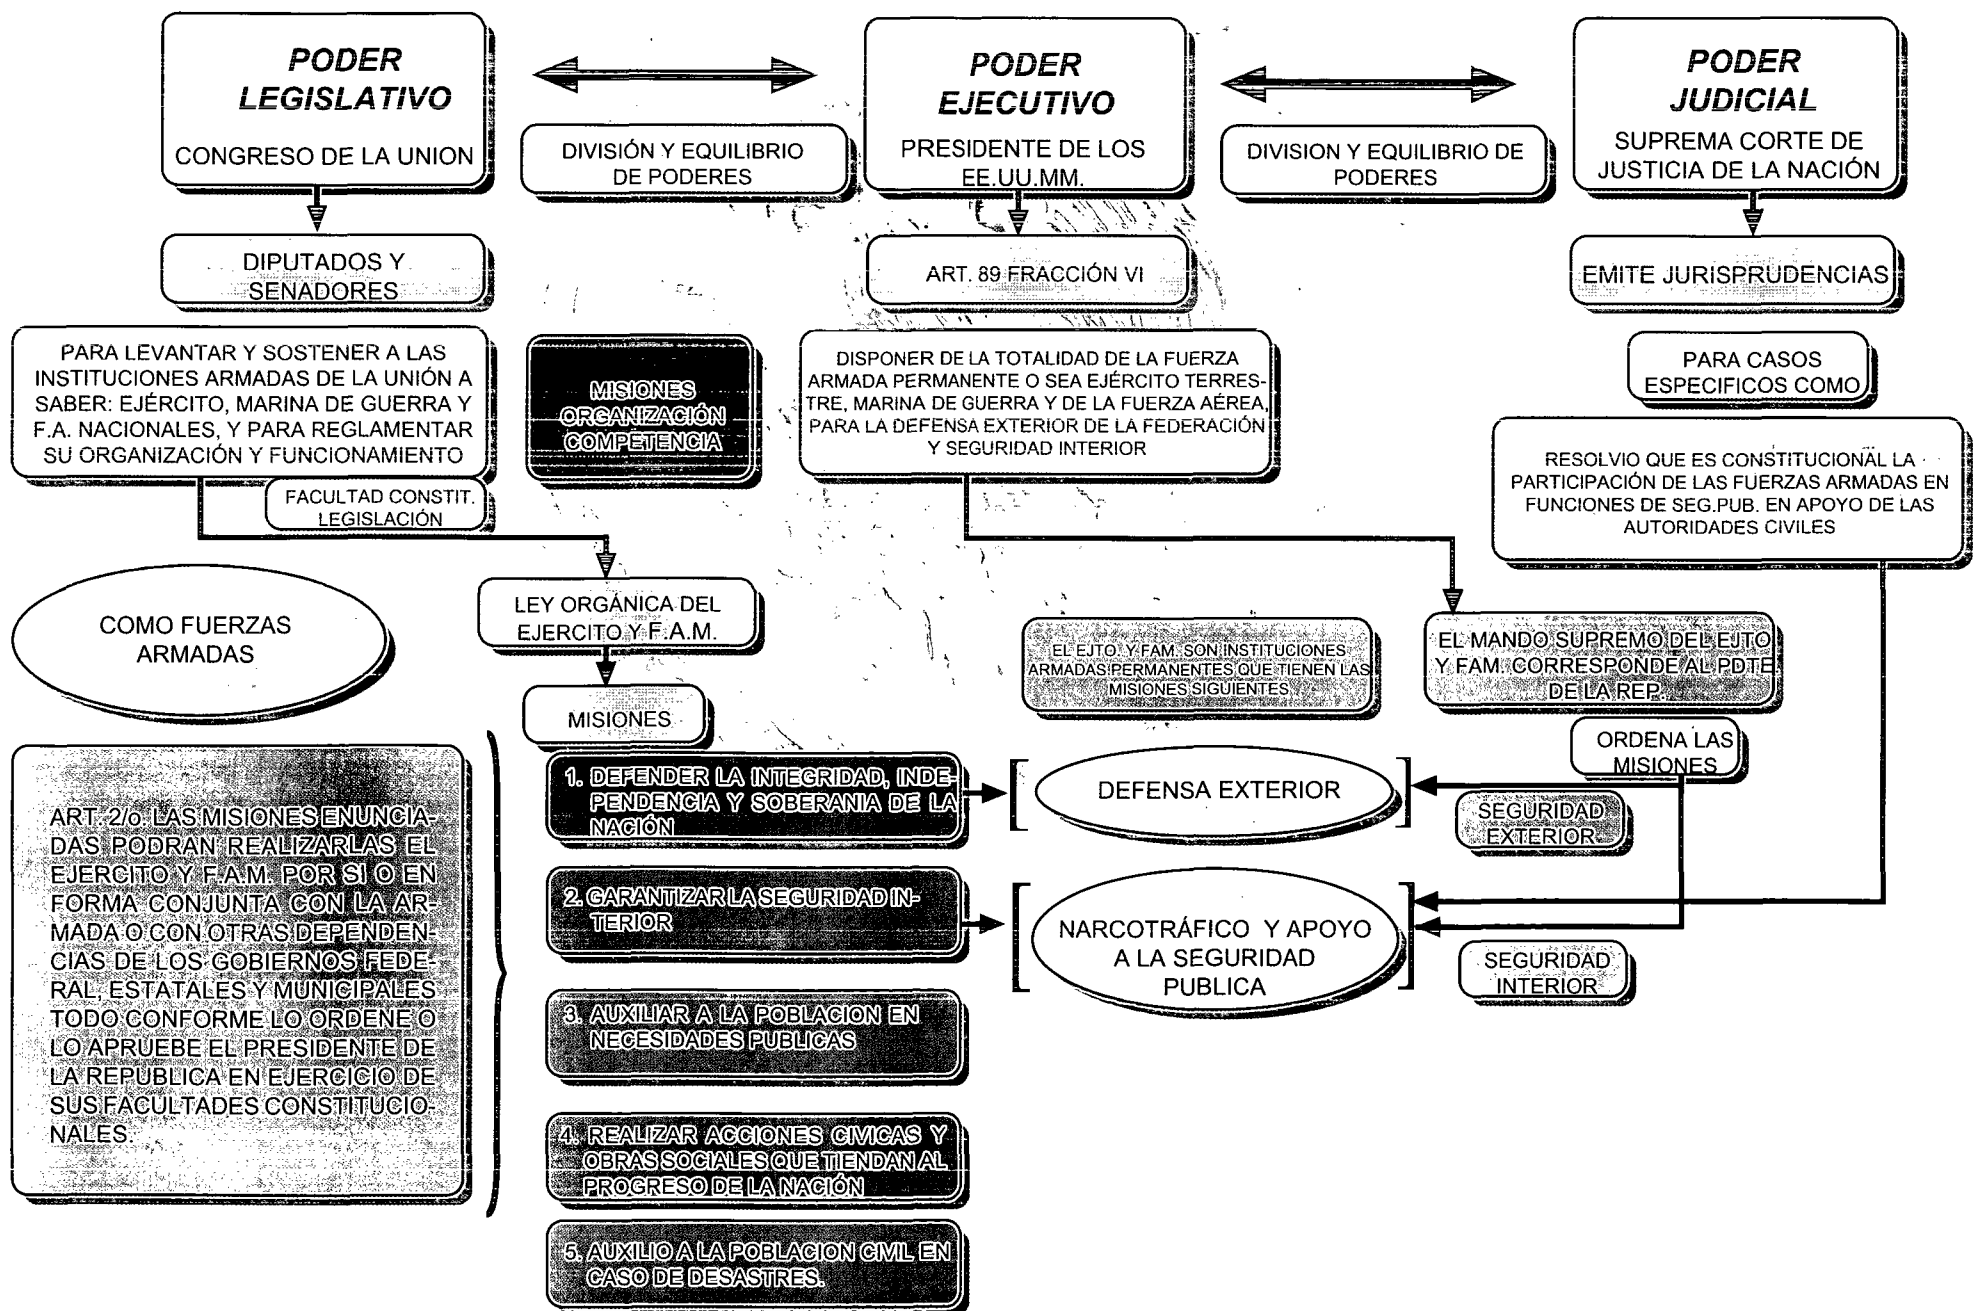 PODER
LEGISLATIVO
CONGRESO DE LA UNION
DIVISIÓN Y EQUILIBRIO
DE PODERES
PODER
EJECUTIVO
PRESIDENTE DE LOS
EE.UU.MM.
DIVISION Y EQUILIBRIO DE
PODERES
PODER
JUDICIAL
SUPREMA CORTE DE
JUSTICIA DE LA NACIÓN
DIPUTADOS Y
SENADORES
ART. 89 FRACCIÓN VI
EMITE JURISPRUDENCIAS
PARA LEVANTAR Y SOSTENER A LAS
INSTITUCIONES ARMADAS DE LA UNIÓN A
SABER: EJÉRCITO, MARINA DE GUERRA Y
F.A. NACIONALES, Y PARA REGLAMENTAR
SU ORGANIZACIÓN Y FUNCIONAMIENTO
MISIONES
ORGANIZACIÓN
COMPETENCIA
DISPONER DE LA TOTALIDAD DE LA FUERZA
ARMADA PERMANENTE O SEA EJÉRCITO TERRES-
TRE, MARINA DE GUERRA Y DE LA FUERZA AÉREA,
PARA LA DEFENSA EXTERIOR DE LA FEDERACIÓN
Y SEGURIDAD INTERIOR
PARA CASOS
ESPECIFICOS COMO
RESOLVIO QUE ES CONSTITUCIONAL LA
PARTICIPACIÓN DE LAS FUERZAS ARMADAS EN
FUNCIONES DE SEG.PUB. EN APOYO DE LAS
AUTORIDADES CIVILES
FACULTAD CONSTIT.
LEGISLACIÓN
COMO FUERZAS
ARMADAS
LEY ORGÁNICA DEL
EJERCITO Y F.A.M.
EL EJTO. Y FAM. SON INSTITUCIONES
ARMADAS PERMANENTES QUE TIENEN LAS
MISIONES SIGUIENTES
EL MANDO SUPREMO DEL EJTO
Y FAM. CORRESPONDE AL PDTE
DE LA REP.
MISIONES
ORDENA LAS
MISIONES
ART. 2/o. LAS MISIONES ENUNCIA-
DAS PODRAN REALIZARLAS EL
EJERCITO Y F.A.M. POR SI O EN
FORMA CONJUNTA CON LA AR-
MADA O CON OTRAS DEPENDEN-
CIAS DE LOS GOBIERNOS FEDE-
RAL, ESTATALES Y MUNICIPALES
TODO CONFORME LO ORDENE O
LO APRUEBE EL PRESIDENTE DE
LA REPUBLICA EN EJERCICIO DE
SUS FACULTADES CONSTITUCIO-
NALES.
1. DEFENDER LA INTEGRIDAD, INDE-
PENDENCIA Y SOBERANIA DE LA
NACIÓN
DEFENSA EXTERIOR
SEGURIDAD
EXTERIOR
2. GARANTIZAR LA SEGURIDAD IN-
TERIOR
NARCOTRÁFICO Y APOYO
A LA SEGURIDAD
PUBLICA
SEGURIDAD
INTERIOR
3. AUXILIAR A LA POBLACION EN
NECESIDADES PUBLICAS
4. REALIZAR ACCIONES CIVICAS Y
OBRAS SOCIALES QUE TIENDAN AL
PROGRESO DE LA NACIÓN
5. AUXILIO A LA POBLACION CIVIL EN
CASO DE DESASTRES.